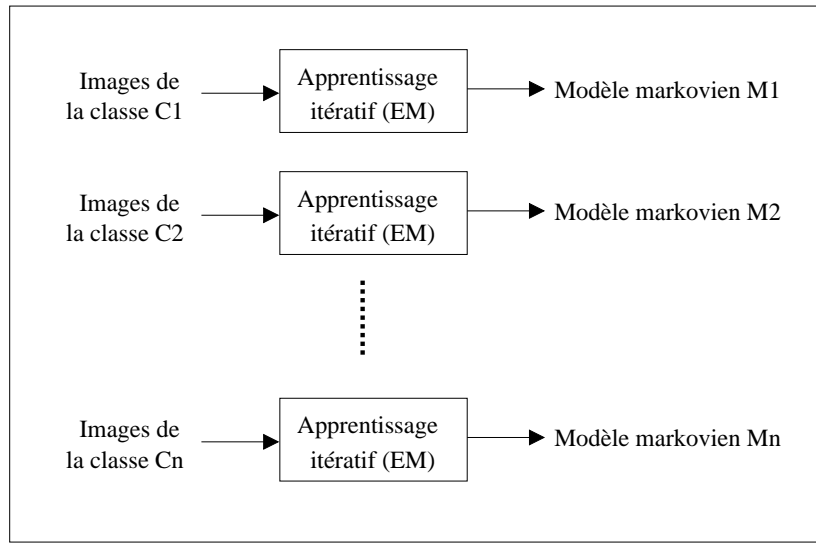 Images de
la classe C1
Apprentissage
itératif (EM)
Modèle markovien M1
Images de
la classe C2
Apprentissage
itératif (EM)
Modèle markovien M2
Images de
la classe Cn
Apprentissage
itératif (EM)
Modèle markovien Mn